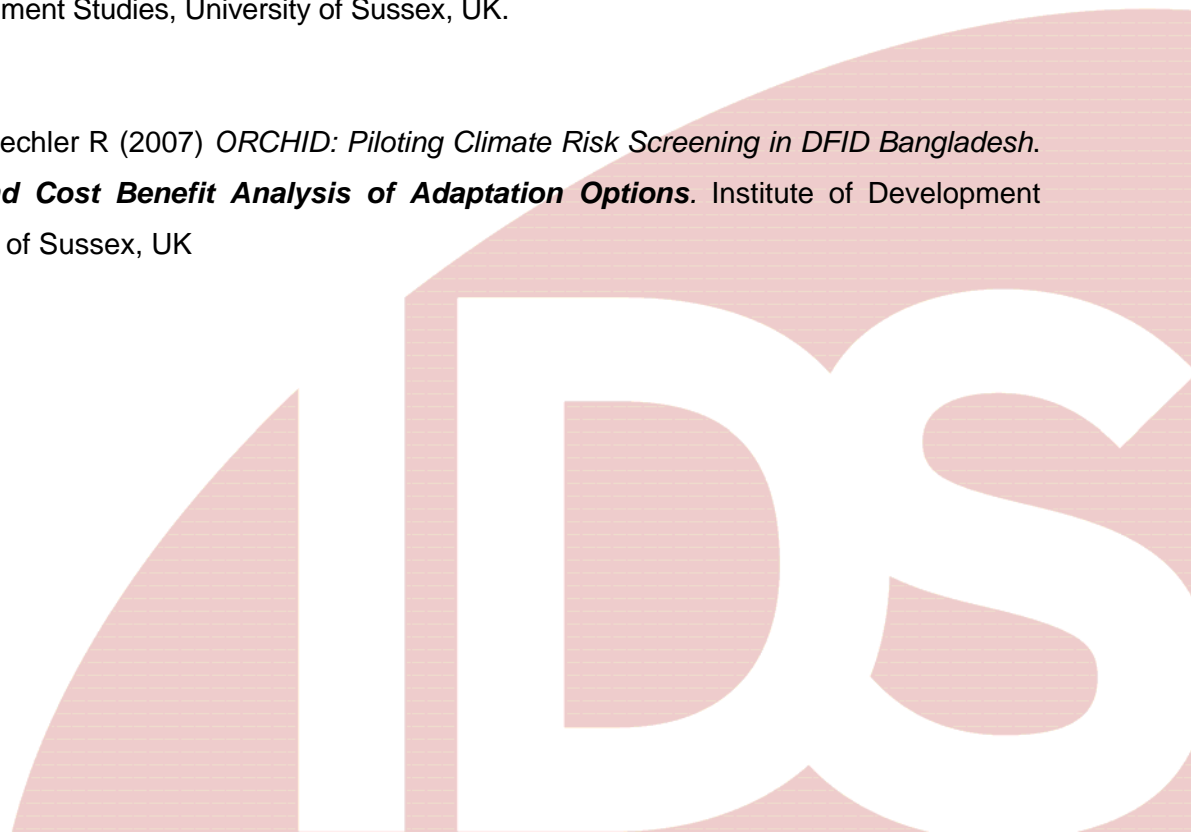 ment Studies, University of Sussex, UK.
echler R (2007) ORCHID: Piloting Climate Risk Screening in DFID Bangladesh.
nd Cost Benefit Analysis of Adaptation Options. Institute of Development
of Sussex, UK
IDS